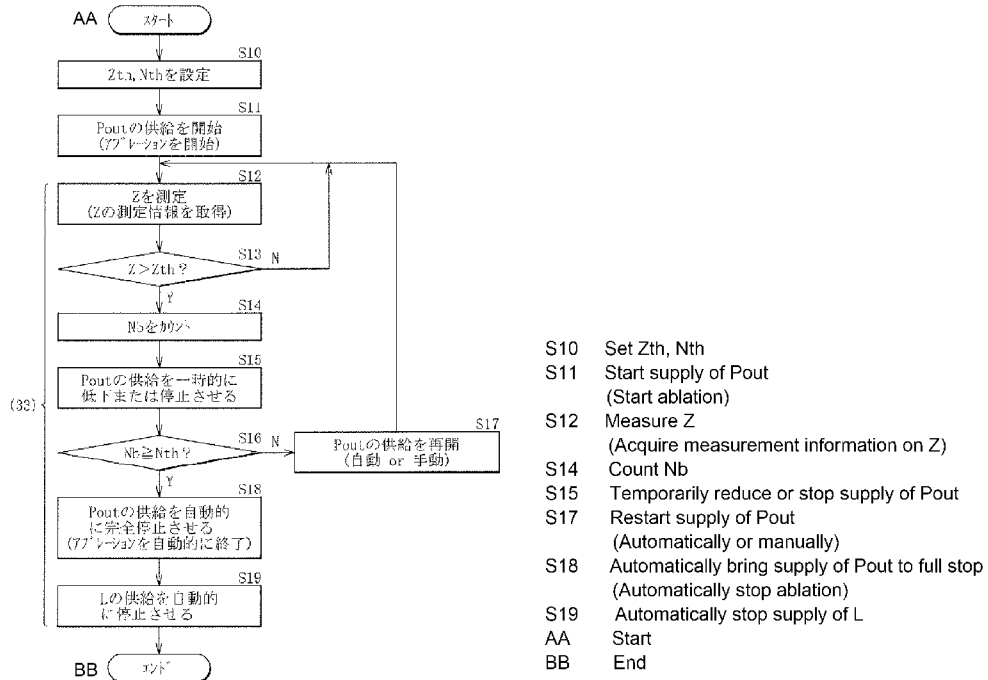 AA
スタート
S10
Zth,Nthを設定
S11
Poutの供給を開始
(アブレーションを開始)
S12
Zを測定
(Zの測定情報を取得)
S13
N
Z>Zth?
Y
S14
Nbをカウント
S15
Poutの供給を一時的に
低下または停止させる
(33)
S16
N
Nb≧Nth?
Y
S17
Poutの供給を再開
(自動 or 手動)
S18
Poutの供給を自動的
に完全停止させる
(アブレーションを自動的に終了)
S19
Lの供給を自動的
に停止させる
BB
エンド
S10 Set Zth, Nth
S11 Start supply of Pout
(Start ablation)
S12 Measure Z
(Acquire measurement information on Z)
S14 Count Nb
S15 Temporarily reduce or stop supply of Pout
S17 Restart supply of Pout
(Automatically or manually)
S18 Automatically bring supply of Pout to full stop
(Automatically stop ablation)
S19 Automatically stop supply of L
AA Start
BB End